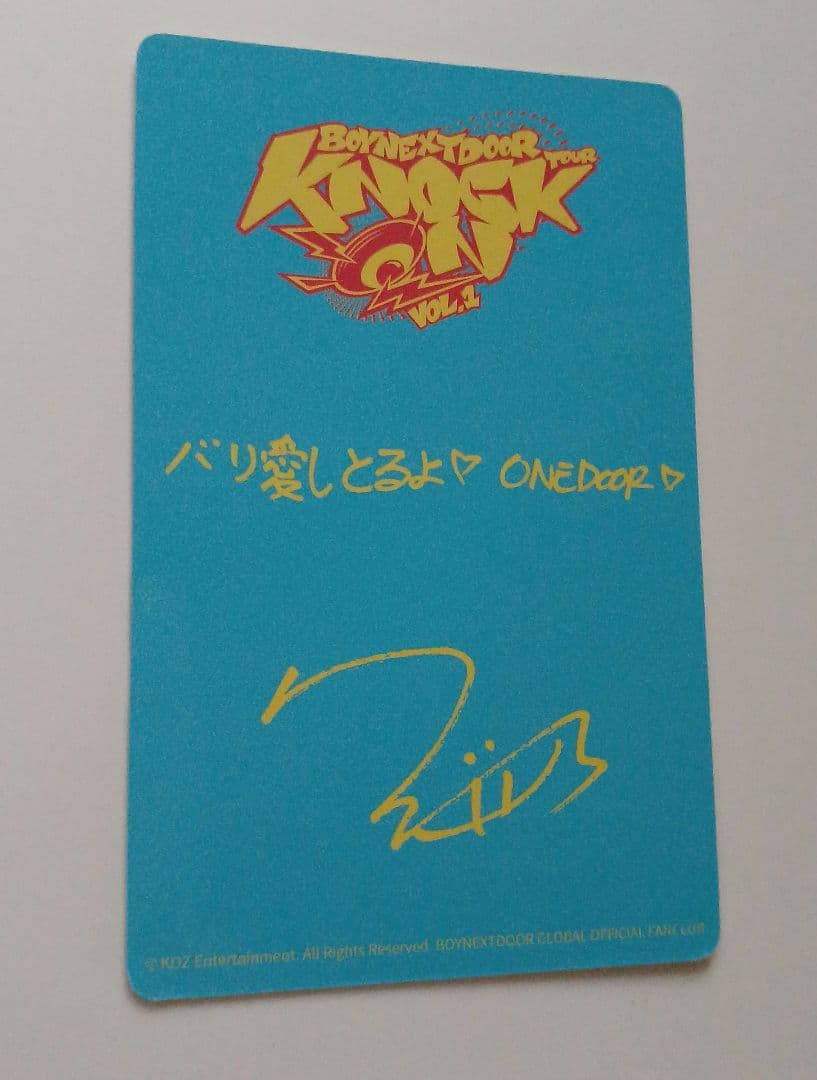 BOYNEXTDOOR TOUR
KNOCK
ON
VOL.1
バリ愛しとるよ♡ ONEDOOR♡
© KOZ Entertainment. All Rights Reserved. BOYNEXTDOOR GLOBAL OFFICIAL FANCLUB